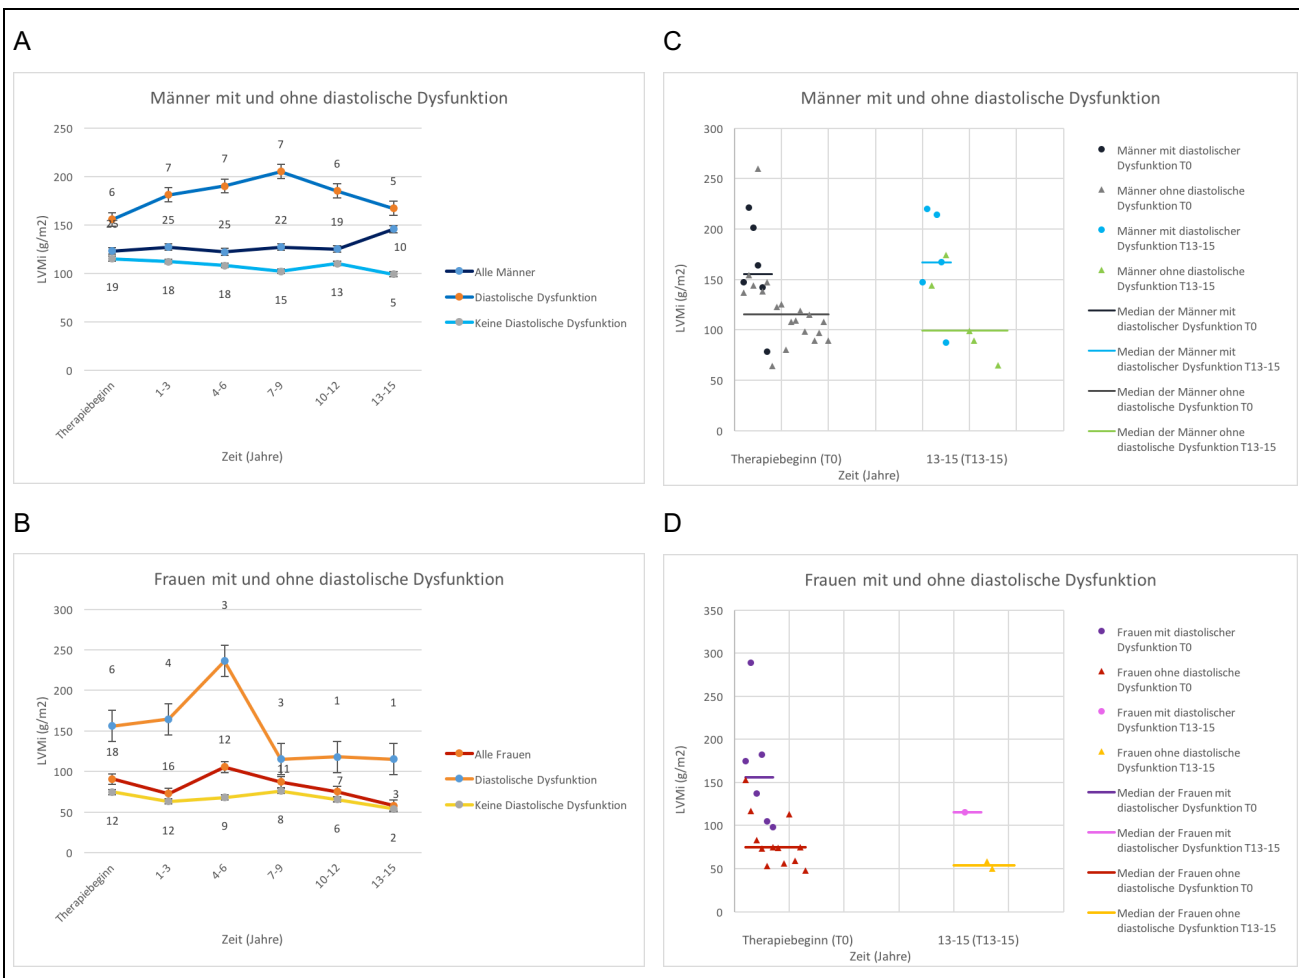 A
Männer mit und ohne diastolische Dysfunktion
LVMi (g/m2)
250
200
150
100
50
0
6
7
7
7
6
5
25
25
25
22
19
10
19
18
18
15
13
5
Therapiebeginn
1-3
4-6
7-9
10-12
13-15
Zeit (Jahre)
Alle Männer
Diastolische Dysfunktion
Keine Diastolische Dysfunktion
B
Frauen mit und ohne diastolische Dysfunktion
LVMi (g/m2)
300
250
200
150
100
50
0
6
4
3
3
1
1
18
16
12
11
7
3
12
12
9
8
6
2
Therapiebeginn
1-3
4-6
7-9
10-12
13-15
Zeit (Jahre)
Alle Frauen
Diastolische Dysfunktion
Keine Diastolische Dysfunktion
C
Männer mit und ohne diastolische Dysfunktion
LVMi (g/m2)
300
250
200
150
100
50
0
Therapiebeginn (T0)
13-15 (T13-15)
Zeit (Jahre)
Männer mit diastolischer
Dysfunktion T0
Männer ohne diastolische
Dysfunktion T0
Männer mit diastolischer
Dysfunktion T13-15
Männer ohne diastolische
Dysfunktion T13-15
Median der Männer mit
diastolischer Dysfunktion T0
Median der Männer mit
diastolischer Dysfunktion T13-15
Median der Männer ohne
diastolische Dysfunktion T0
Median der Männer ohne
diastolische Dysfunktion T13-15
D
Frauen mit und ohne diastolische Dysfunktion
LVMi (g/m2)
350
300
250
200
150
100
50
0
Therapiebeginn (T0)
13-15 (T13-15)
Zeit (Jahre)
Frauen mit diastolischer
Dysfunktion T0
Frauen ohne diastolische
Dysfunktion T0
Frauen mit diastolischer
Dysfunktion T13-15
Frauen ohne diastolische
Dysfunktion T13-15
Median der Frauen mit
diastolischer Dysfunktion T0
Median der Frauen mit
diastolischer Dysfunktion T13-15
Median der Frauen ohne
diastolische Dysfunktion T0
Median der Frauen ohne
diastolische Dysfunktion T13-15